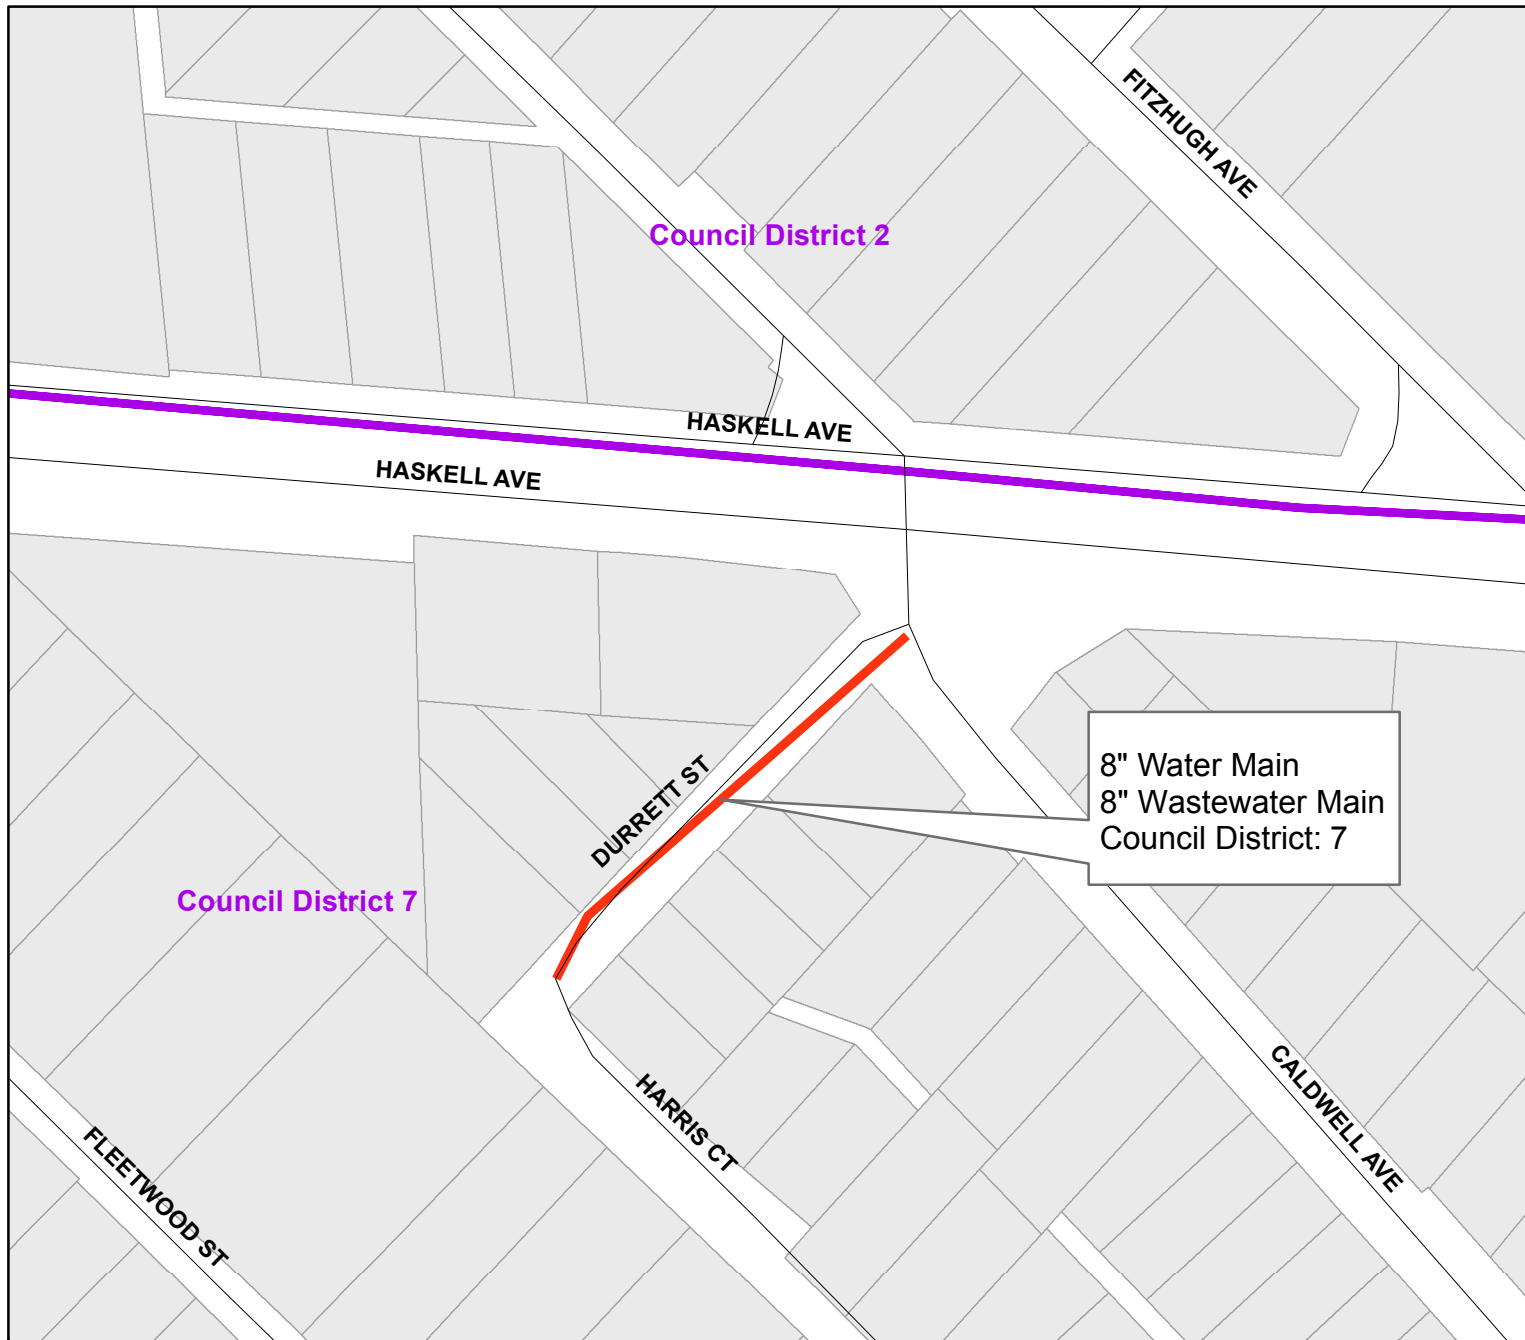 FITZHUGH AVE
Council District 2
HASKELL AVE
HASKELL AVE
DURRETT ST
8" Water Main
8" Wastewater Main
Council District: 7
Council District 7
HARRIS CT
CALDWELL AVE
FLEETWOOD ST